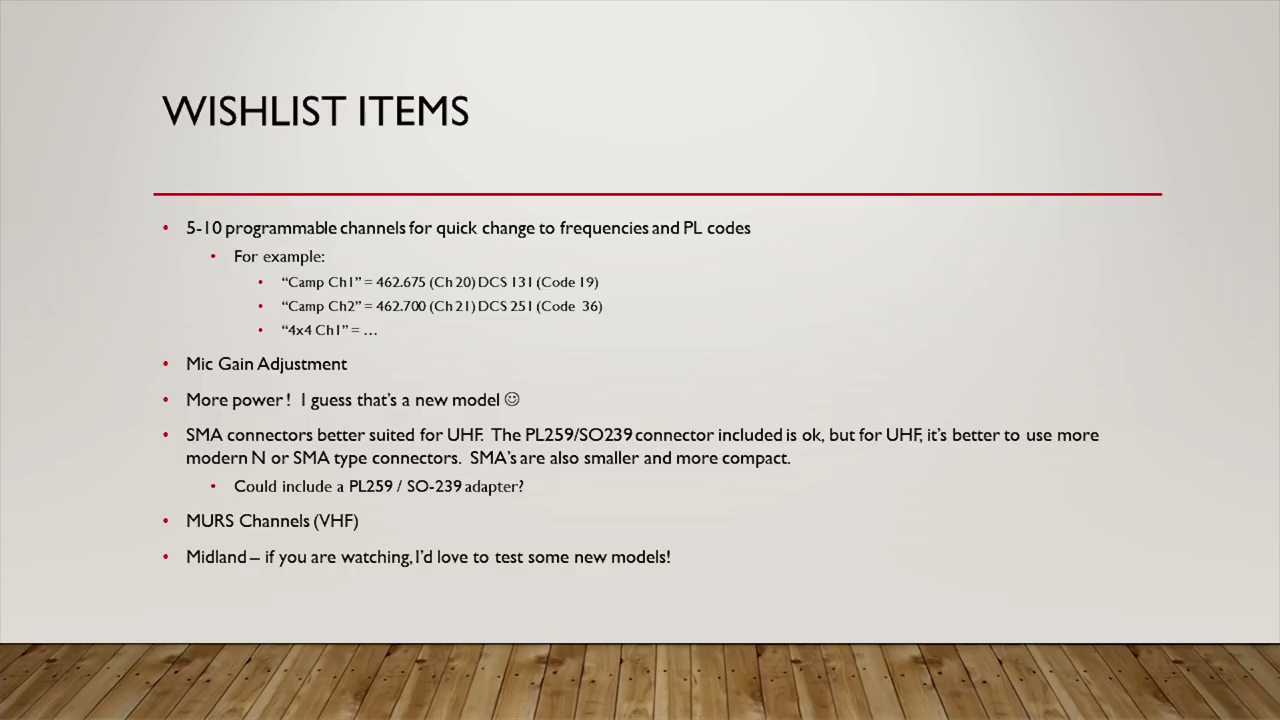 WISHLIST ITEMS
• 5-10 programmable channels for quick change to frequencies and PL codes
• For example:
• “Camp Ch1” = 462.675 (Ch 20) DCS 131 (Code 19)
• “Camp Ch2” = 462.700 (Ch 21) DCS 251 (Code 36)
• “4x4 Ch1” = …
• Mic Gain Adjustment
• More power! I guess that’s a new model ☺
• SMA connectors better suited for UHF. The PL259/SO239 connector included is ok, but for UHF, it’s better to use more
modern N or SMA type connectors. SMA’s are also smaller and more compact.
• Could include a PL259 / SO-239 adapter?
• MURS Channels (VHF)
• Midland – if you are watching, I’d love to test some new models!